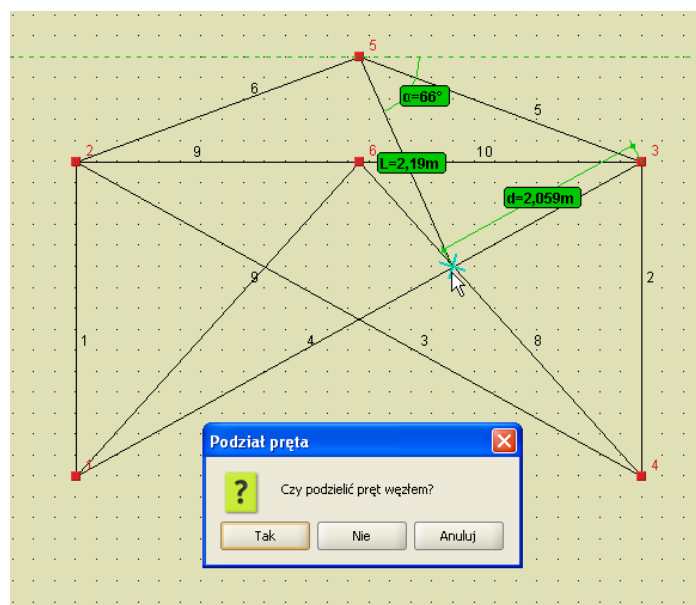 5
6
α=66°
5
2
9
6
L=2,19m
10
3
d=2,059m
9
2
1
4
3
8
1
4
Podział pręta
?
Czy podzielić pręt węzłem?
Tak
Nie
Anuluj